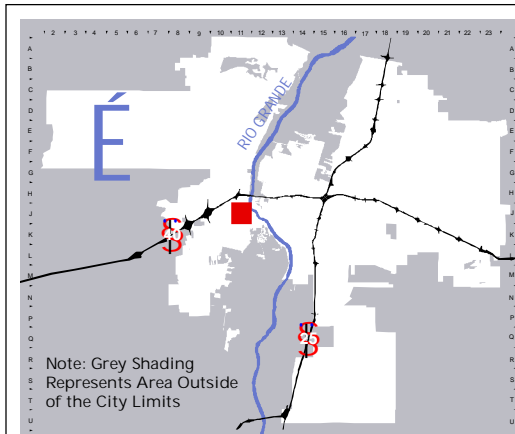 2 3 4 5 6 7 8 9 10 11 12 13 14 15 16 17 18 19 20 21 22 23
A A
B B
C C
D D
E E
F F
G G
H H
J J
K K
L L
M M
N N
P P
Q Q
R R
S S
T T
U U
É
RIO GRANDE
40
25
Note: Grey Shading
Represents Area Outside
of the City Limits